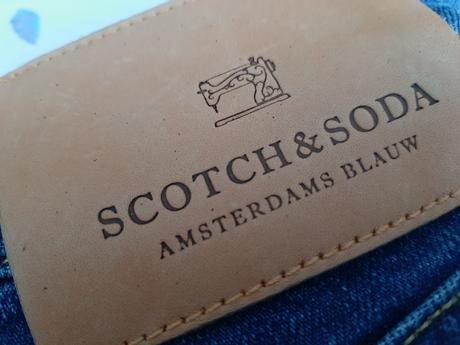 SCOTCH & SODA
AMSTERDAMS BLAUW